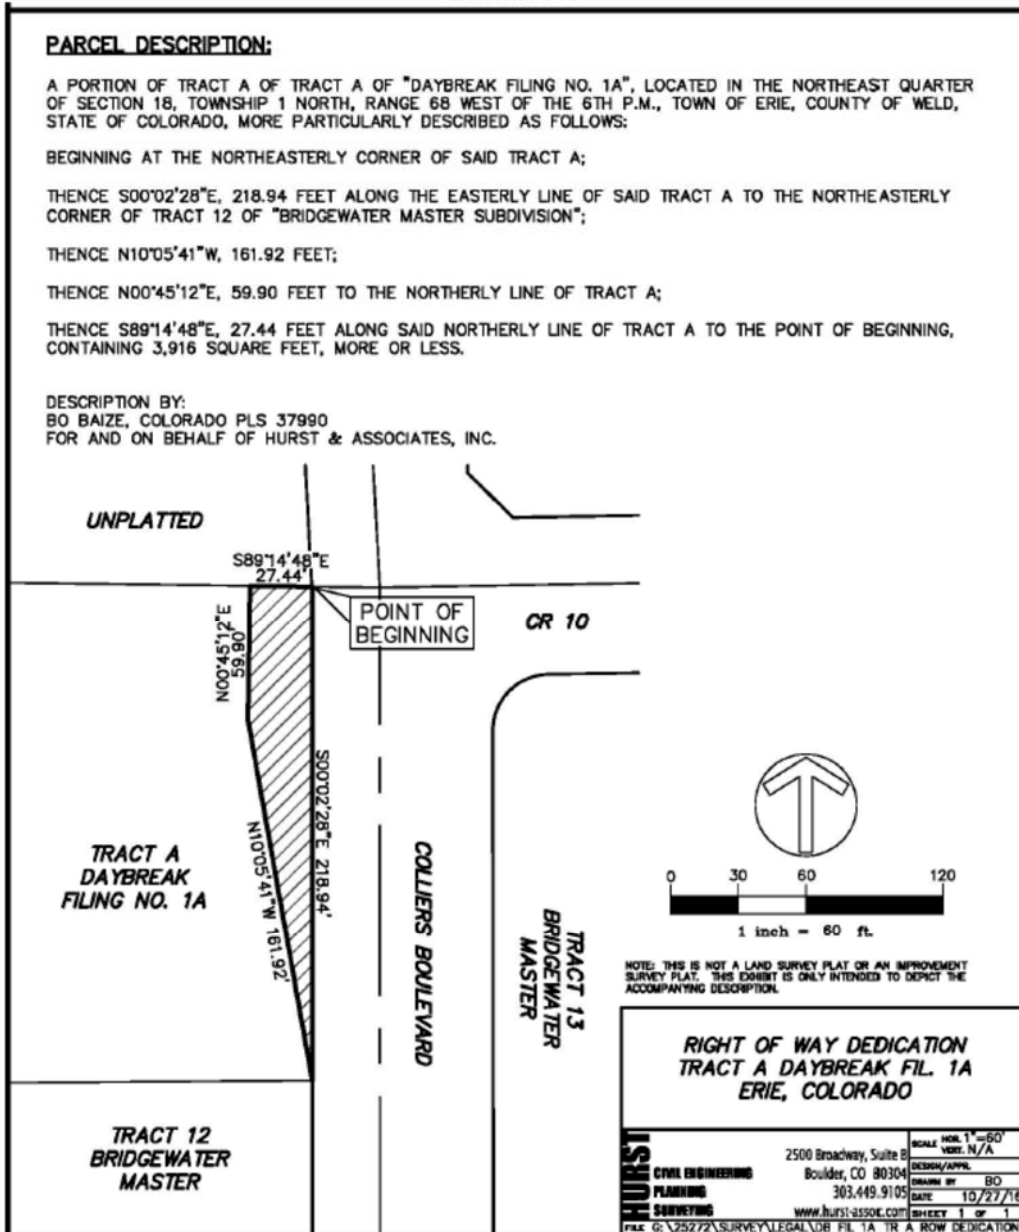 PARCEL DESCRIPTION:
A PORTION OF TRACT A OF TRACT A OF "DAYBREAK FILING NO. 1A", LOCATED IN THE NORTHEAST QUARTER
OF SECTION 18, TOWNSHIP 1 NORTH, RANGE 68 WEST OF THE 6TH P.M., TOWN OF ERIE, COUNTY OF WELD,
STATE OF COLORADO, MORE PARTICULARLY DESCRIBED AS FOLLOWS:
BEGINNING AT THE NORTHEASTERLY CORNER OF SAID TRACT A;
THENCE S00°02'28"E, 218.94 FEET ALONG THE EASTERLY LINE OF SAID TRACT A TO THE NORTHEASTERLY
CORNER OF TRACT 12 OF "BRIDGEWATER MASTER SUBDIVISION";
THENCE N10°05'41"W, 161.92 FEET;
THENCE N00°45'12"E, 59.90 FEET TO THE NORTHERLY LINE OF TRACT A;
THENCE S89°14'48"E, 27.44 FEET ALONG SAID NORTHERLY LINE OF TRACT A TO THE POINT OF BEGINNING,
CONTAINING 3,916 SQUARE FEET, MORE OR LESS.
DESCRIPTION BY:
BO BAIZE, COLORADO PLS 37990
FOR AND ON BEHALF OF HURST & ASSOCIATES, INC.
UNPLATTED
S89°14'48"E
27.44'
POINT OF
BEGINNING
CR 10
N00°45'12"E
59.90'
S00°02'28"E 218.94'
N10°05'41"W 161.92'
TRACT A
DAYBREAK
FILING NO. 1A
COLLIERS BOULEVARD
TRACT 13
BRIDGEWATER
MASTER
TRACT 12
BRIDGEWATER
MASTER
0 30 60 120
1 inch = 60 ft.
NOTE: THIS IS NOT A LAND SURVEY PLAT OR AN IMPROVEMENT
SURVEY PLAT. THIS EXHIBIT IS ONLY INTENDED TO DEPICT THE
ACCOMPANYING DESCRIPTION.
RIGHT OF WAY DEDICATION
TRACT A DAYBREAK FIL. 1A
ERIE, COLORADO
HURST
CIVIL ENGINEERING
PLANNING
SURVEYING
2500 Broadway, Suite B
Boulder, CO 80304
303.449.9105
www.hurst-assoc.com
SCALE HOR. 1"=60'
VERT. N/A
DESIGN/APPR.
DRAWN BY BO
DATE 10/27/16
SHEET 1 OF 1
FILE G:\25272\SURVEY\LEGAL\DB FIL 1A TR A ROW DEDICATION